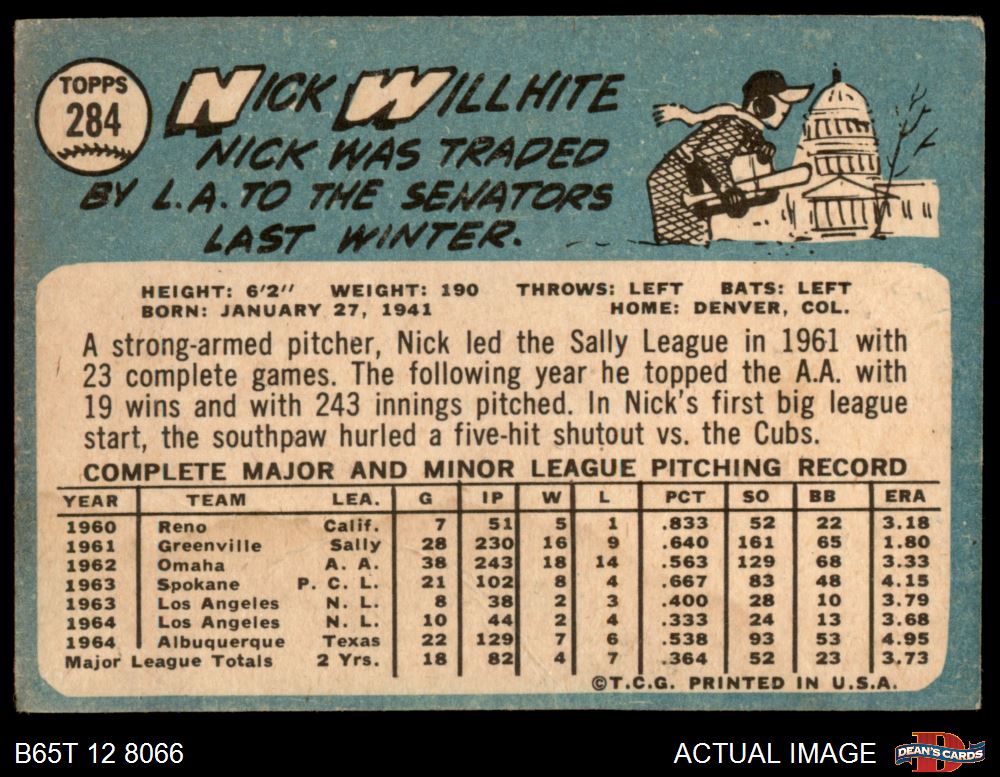 TOPPS
284
NICK WILLHITE
NICK WAS TRADED
BY L.A. TO THE SENATORS
LAST WINTER.
HEIGHT: 6'2" WEIGHT: 190 THROWS: LEFT BATS: LEFT
BORN: JANUARY 27, 1941 HOME: DENVER, COL.
A strong-armed pitcher, Nick led the Sally League in 1961 with
23 complete games. The following year he topped the A.A. with
19 wins and with 243 innings pitched. In Nick's first big league
start, the southpaw hurled a five-hit shutout vs. the Cubs.
COMPLETE MAJOR AND MINOR LEAGUE PITCHING RECORD
YEAR TEAM LEA. G IP W L PCT SO BB ERA
1960 Reno Calif. 7 51 5 1 .833 52 22 3.18
1961 Greenville Sally 28 230 16 9 .640 161 65 1.80
1962 Omaha A. A. 38 243 18 14 .563 129 68 3.33
1963 Spokane P. C. L. 21 102 8 4 .667 83 48 4.15
1963 Los Angeles N. L. 8 38 2 3 .400 28 10 3.79
1964 Los Angeles N. L. 10 44 2 4 .333 24 13 3.68
1964 Albuquerque Texas 22 129 7 6 .538 93 53 4.95
Major League Totals 2 Yrs. 18 82 4 7 .364 52 23 3.73
©T.C.G. PRINTED IN U.S.A.
B65T 12 8066 ACTUAL IMAGE DEAN'S CARDS